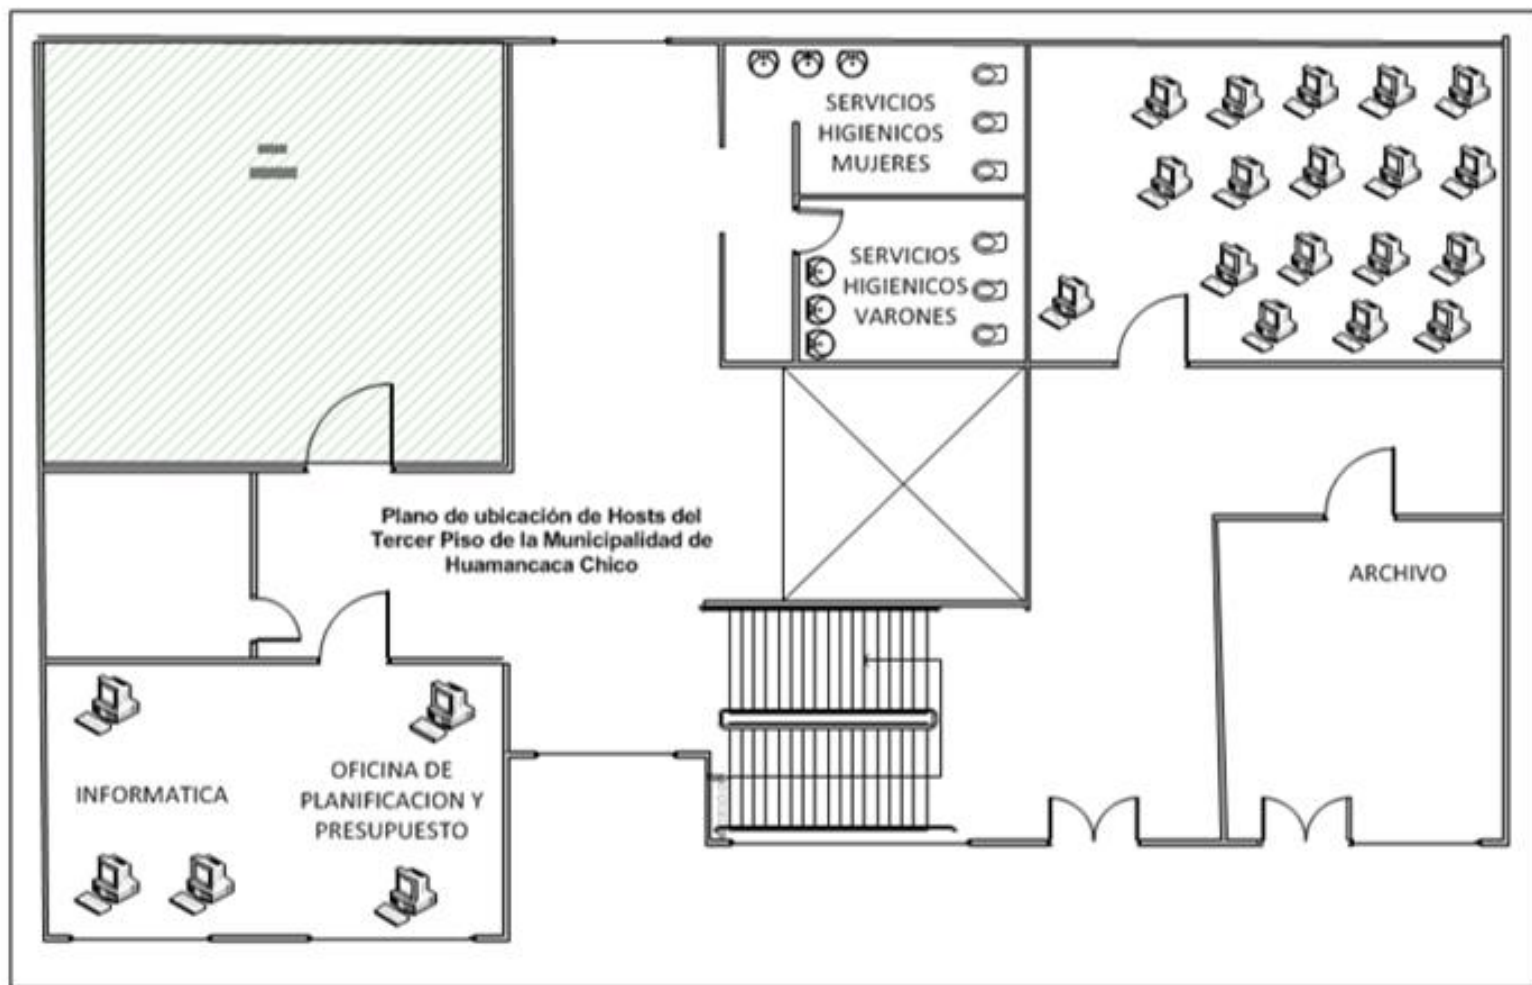 SERVICIOS
HIGIENICOS
MUJERES
SERVICIOS
HIGIENICOS
VARONES
Plano de ubicación de Hosts del
Tercer Piso de la Municipalidad de
Huamancaca Chico
ARCHIVO
INFORMATICA
OFICINA DE
PLANIFICACION Y
PRESUPUESTO